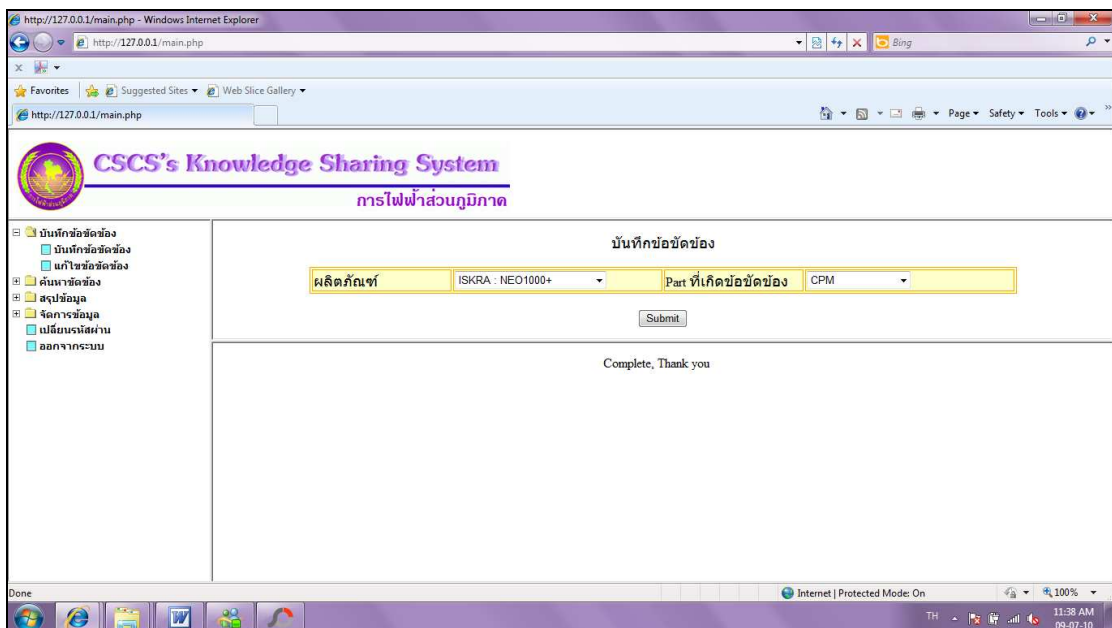 http://127.0.0.1/main.php - Windows Internet Explorer
http://127.0.0.1/main.php
Bing
x
Favorites Suggested Sites Web Slice Gallery
http://127.0.0.1/main.php
Page Safety Tools
CSCS's Knowledge Sharing System
การไฟฟ้าส่วนภูมิภาค
บันทึกข้อขัดข้อง
บันทึกข้อขัดข้อง
แก้ไขข้อขัดข้อง
ค้นหาขัดข้อง
สรุปข้อมูล
จัดการข้อมูล
เปลี่ยนรหัสผ่าน
ออกจากระบบ
บันทึกข้อขัดข้อง
ผลิตภัณฑ์ ISKRA : NEO1000+ Part ที่เกิดข้อขัดข้อง CPM
Submit
Complete, Thank you
Done
Internet | Protected Mode: On
100%
TH
11:38 AM
09-07-10